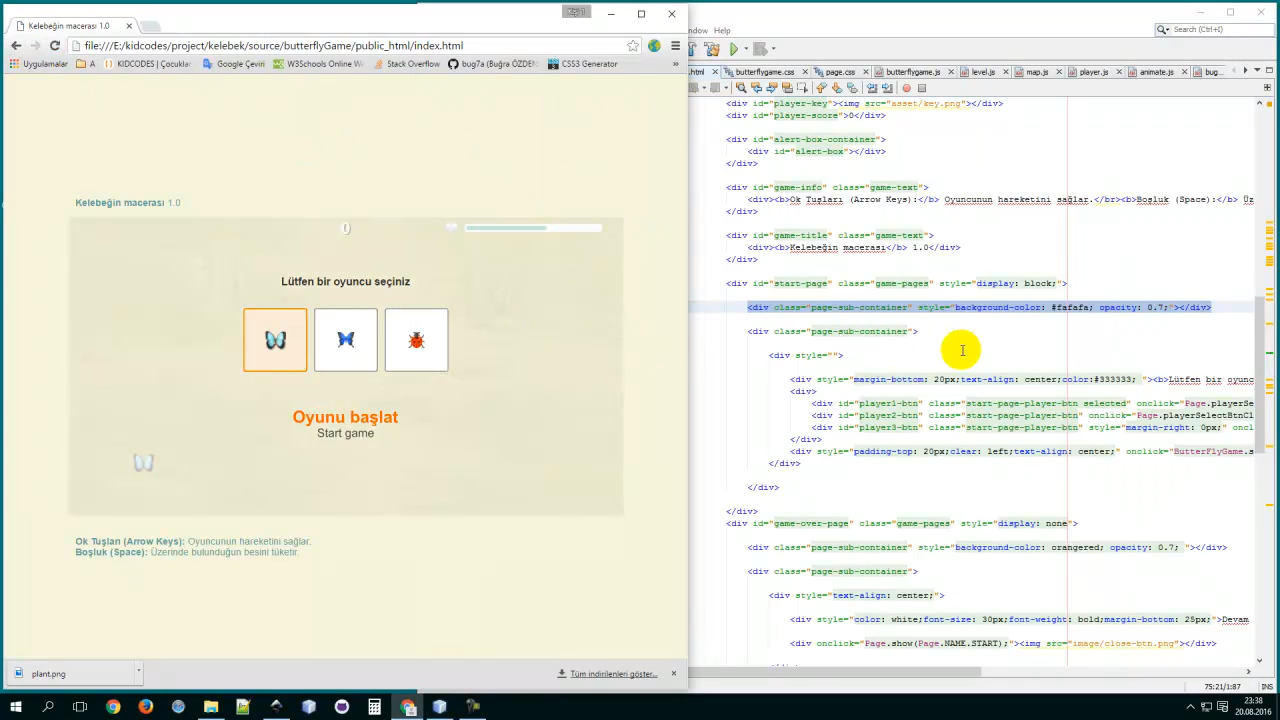 Kelebeğin macerası 1.0
file:///E:/kidcodes/project/kelebek/source/butterflyGame/public_html/index.html
Uygulamalar
A
KIDCODES | Çocuklar
Google Çeviri
W3Schools Online We
Stack Overflow
bug7a (Buğra ÖZDEN
CSS3 Generator
»
Kelebeğin macerası 1.0
0
Lütfen bir oyuncu seçiniz
Oyunu başlat
Start game
Ok Tuşları (Arrow Keys): Oyuncunun hareketini sağlar.
Boşluk (Space): Üzerinde bulunduğun besini tüketir.
plant.png
Tüm indirilenleri göster...
Help
Search (Ctrl+I)
.html
butterflygame.css
page.css
butterflygame.js
level.js
map.js
player.js
animate.js
bug...
<div id="player-key"><img src="asset/key.png"></div>
<div id="player-score">0</div>
<div id="alert-box-container">
<div id="alert-box"></div>
</div>
<div id="game-info" class="game-text">
<div><b>Ok Tuşları (Arrow Keys):</b> Oyuncunun hareketini sağlar.</br><b>Boşluk (Space):</b> Üz
</div>
<div id="game-title" class="game-text">
<div><b>Kelebeğin macerası</b> 1.0</div>
</div>
<div id="start-page" class="game-pages" style="display: block;">
<div class="page-sub-container" style="background-color: #fafafa; opacity: 0.7;"></div>
<div class="page-sub-container">
<div style="">
<div style="margin-bottom: 20px;text-align: center;color:#333333; "><b>Lütfen bir oyunc
<div>
<div id="player1-btn" class="start-page-player-btn selected" onclick="Page.playerSe
<div id="player2-btn" class="start-page-player-btn" onclick="Page.playerSelectBtnCl
<div id="player3-btn" class="start-page-player-btn" style="margin-right: 0px;" onc
</div>
<div style="padding-top: 20px;clear: left;text-align: center;" onclick="ButterFlyGame.s
</div>
</div>
</div>
<div id="game-over-page" class="game-pages" style="display: none">
<div class="page-sub-container" style="background-color: orangered; opacity: 0.7; "></div>
<div class="page-sub-container">
<div style="text-align: center;">
<div style="color: white;font-size: 30px;font-weight: bold;margin-bottom: 25px;">Devam
<div onclick="Page.show(Page.NAME.START);"><img src="image/close-btn.png"></div>
75:21/1:87
INS
23:38
20.08.2016